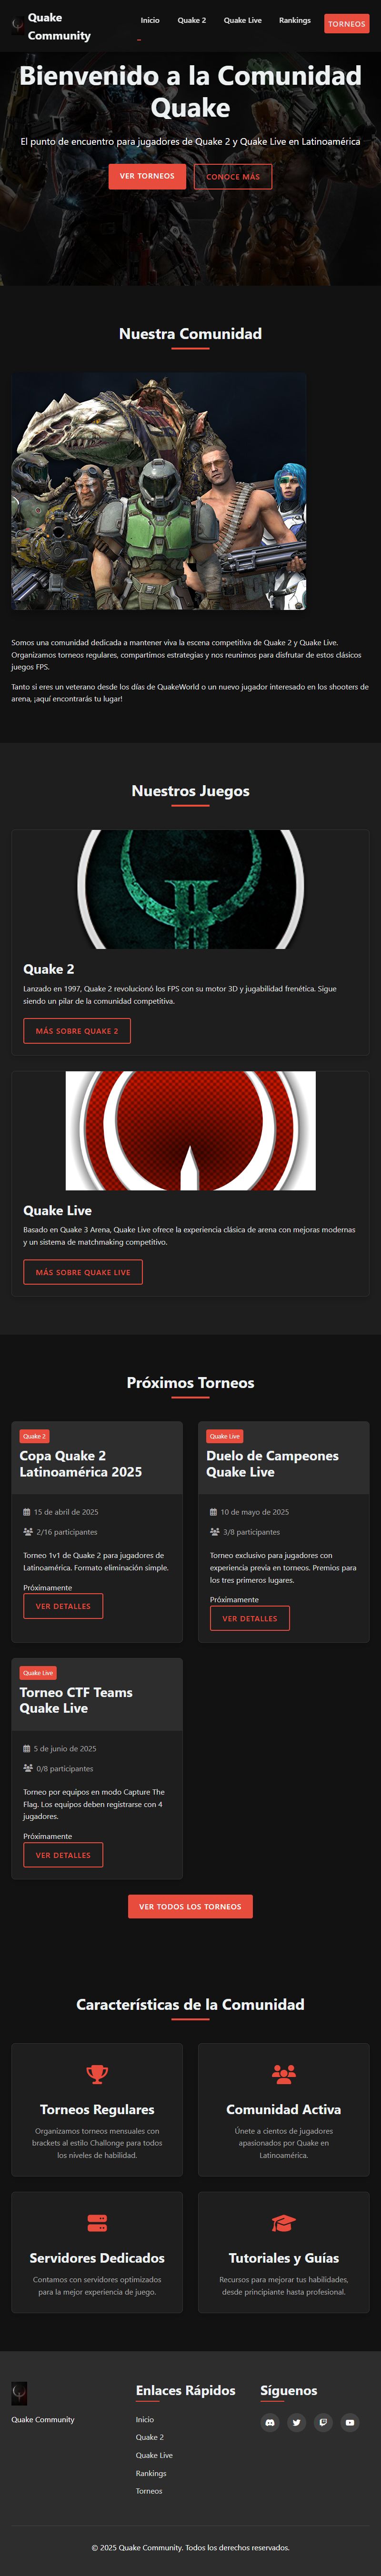 Quake
Community
Inicio
Quake 2
Quake Live
Rankings
TORNEOS
Bienvenido a la Comunidad
Quake
El punto de encuentro para jugadores de Quake 2 y Quake Live en Latinoamérica
VER TORNEOS
CONOCE MÁS
Nuestra Comunidad
Somos una comunidad dedicada a mantener viva la escena competitiva de Quake 2 y Quake Live.
Organizamos torneos regulares, compartimos estrategias y nos reunimos para disfrutar de estos clásicos
juegos FPS.
Tanto si eres un veterano desde los días de QuakeWorld o un nuevo jugador interesado en los shooters de
arena, ¡aquí encontrarás tu lugar!
Nuestros Juegos
Quake 2
Lanzado en 1997, Quake 2 revolucionó los FPS con su motor 3D y jugabilidad frenética. Sigue
siendo un pilar de la comunidad competitiva.
MÁS SOBRE QUAKE 2
Quake Live
Basado en Quake 3 Arena, Quake Live ofrece la experiencia clásica de arena con mejoras modernas
y un sistema de matchmaking competitivo.
MÁS SOBRE QUAKE LIVE
Próximos Torneos
Quake 2
Copa Quake 2
Latinoamérica 2025
15 de abril de 2025
2/16 participantes
Torneo 1v1 de Quake 2 para jugadores de
Latinoamérica. Formato eliminación simple.
Próximamente
VER DETALLES
Quake Live
Duelo de Campeones
Quake Live
10 de mayo de 2025
3/8 participantes
Torneo exclusivo para jugadores con
experiencia previa en torneos. Premios para
los tres primeros lugares.
Próximamente
VER DETALLES
Quake Live
Torneo CTF Teams
Quake Live
5 de junio de 2025
0/8 participantes
Torneo por equipos en modo Capture The
Flag. Los equipos deben registrarse con 4
jugadores.
Próximamente
VER DETALLES
VER TODOS LOS TORNEOS
Características de la Comunidad
Torneos Regulares
Organizamos torneos mensuales con
brackets al estilo Challonge para todos
los niveles de habilidad.
Comunidad Activa
Únete a cientos de jugadores
apasionados por Quake en
Latinoamérica.
Servidores Dedicados
Contamos con servidores optimizados
para la mejor experiencia de juego.
Tutoriales y Guías
Recursos para mejorar tus habilidades,
desde principiante hasta profesional.
Quake Community
Enlaces Rápidos
Inicio
Quake 2
Quake Live
Rankings
Torneos
Síguenos
© 2025 Quake Community. Todos los derechos reservados.